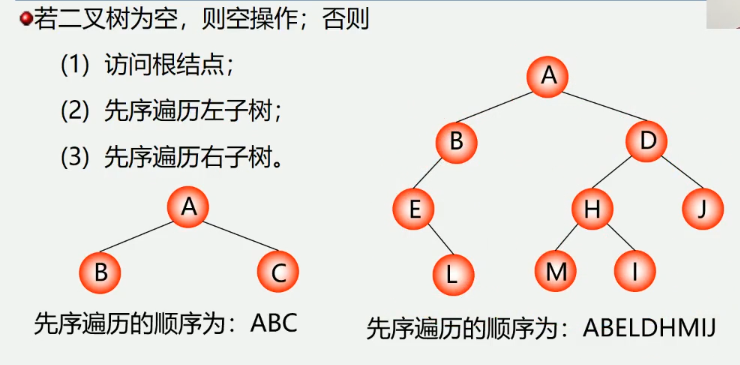 若二叉树为空，则空操作；否则
(1) 访问根结点；
(2) 先序遍历左子树；
(3) 先序遍历右子树。
A
B C
先序遍历的顺序为：ABC
A
B D
E H J
L M I
先序遍历的顺序为：ABELDHMIJ